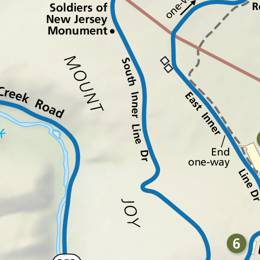 Soldiers of
New Jersey
Monument
one-w
R
MOUNT
JOY
South Inner Line Dr
Creek Road
East Inner
Line Dr
End
one-way
6